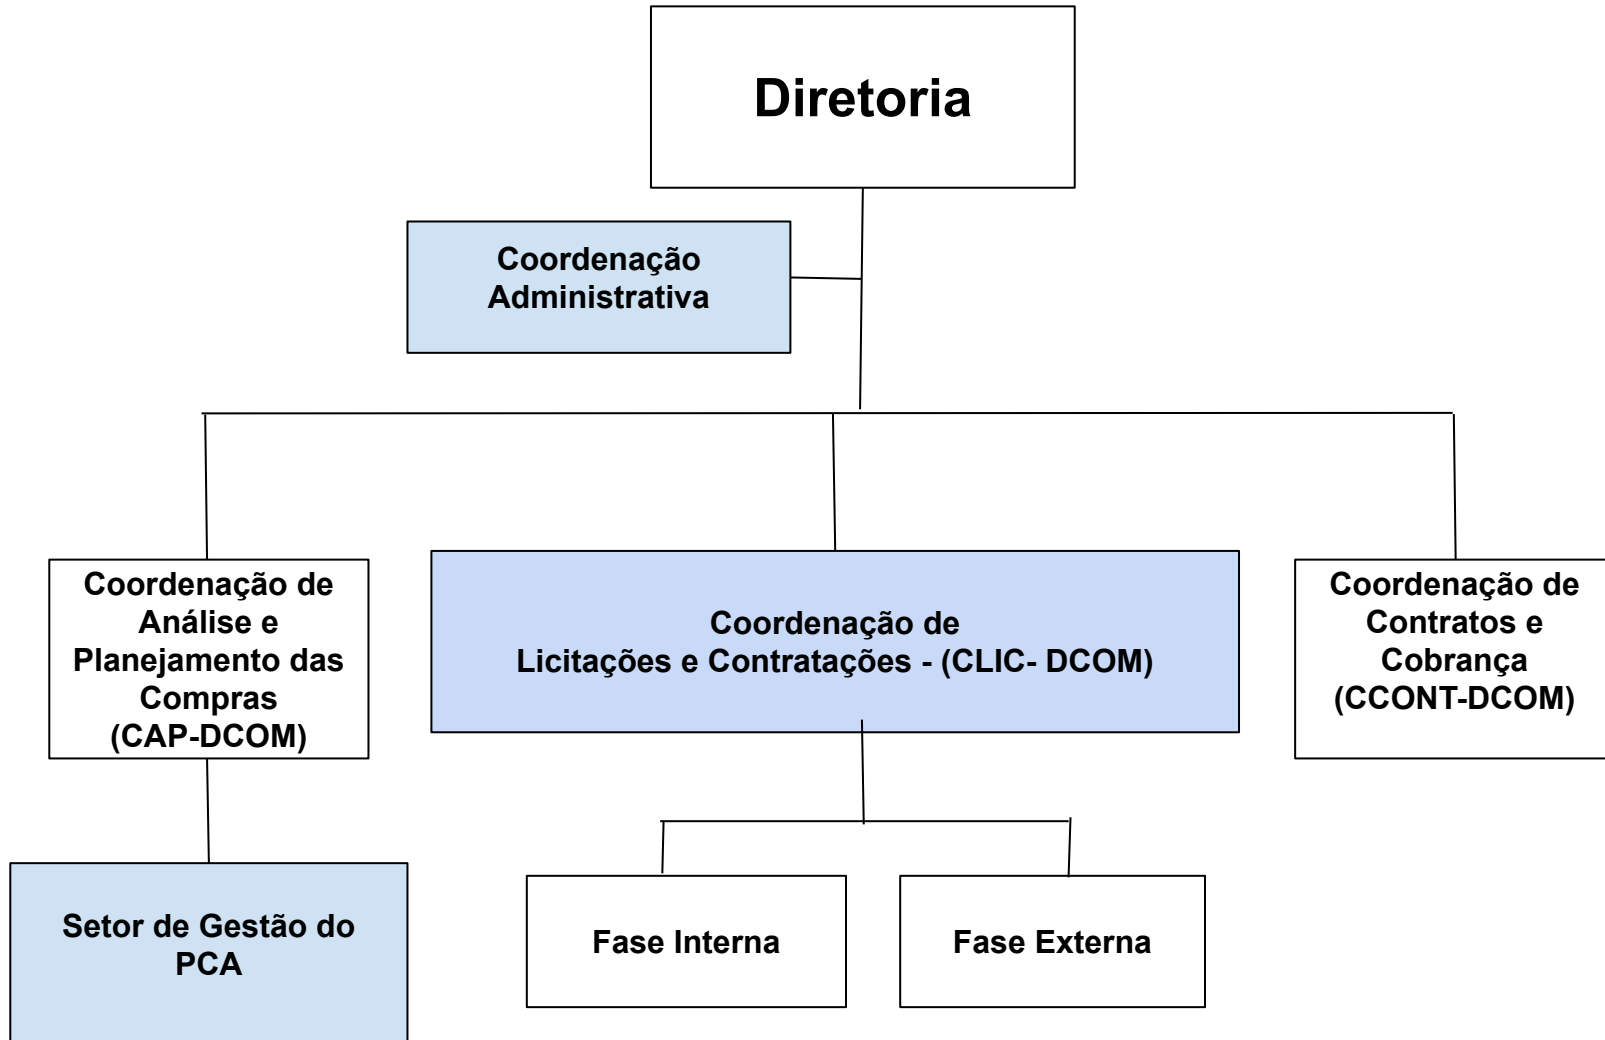 Diretoria
Coordenação
Administrativa
Coordenação de
Análise e
Planejamento das
Compras
(CAP-DCOM)
Coordenação de
Licitações e Contratações - (CLIC- DCOM)
Coordenação de
Contratos e
Cobrança
(CCONT-DCOM)
Setor de Gestão do
PCA
Fase Interna
Fase Externa